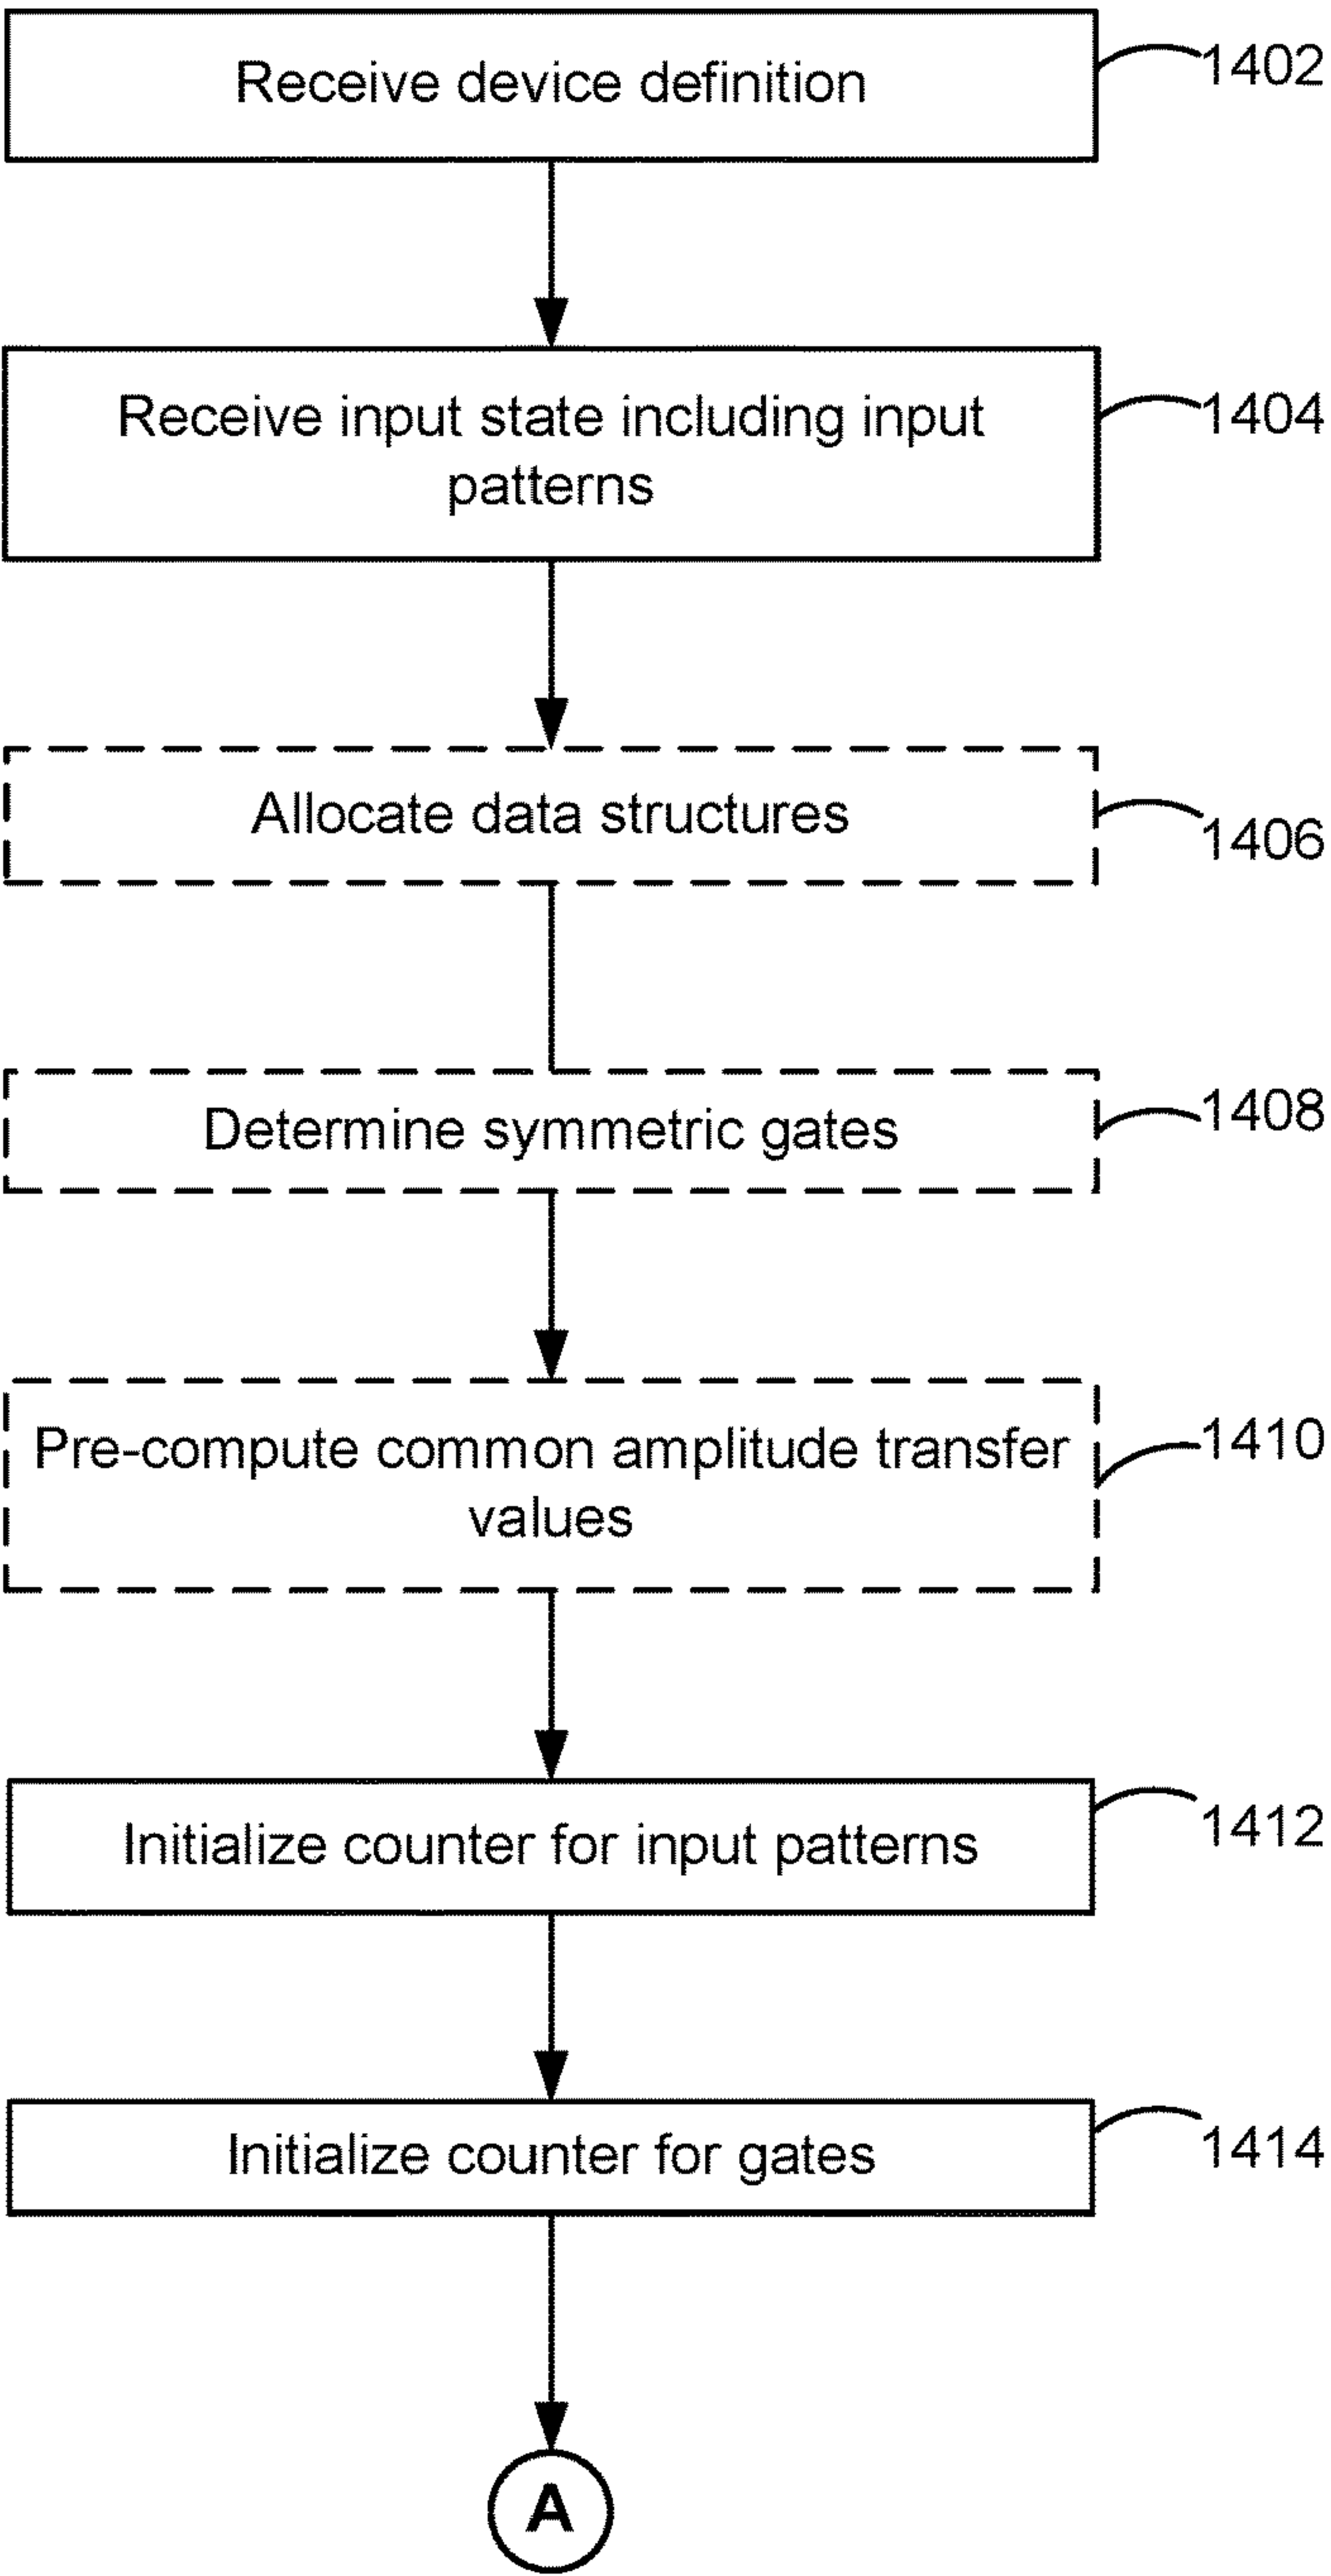 Receive device definition
1402
Receive input state including input
patterns
1404
Allocate data structures
1406
Determine symmetric gates
1408
Pre-compute common amplitude transfer
values
1410
Initialize counter for input patterns
1412
Initialize counter for gates
1414
A